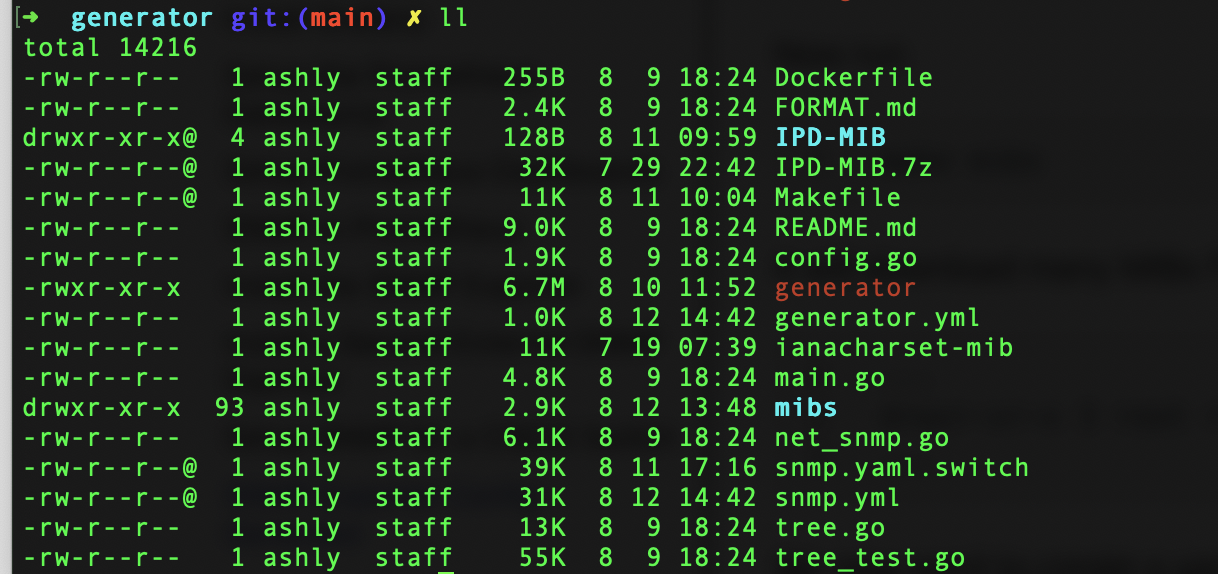 [➜  generator git:(main) ✗ ll
total 14216
-rw-r--r--   1 ashly  staff   255B  8  9 18:24 Dockerfile
-rw-r--r--   1 ashly  staff   2.4K  8  9 18:24 FORMAT.md
drwxr-xr-x@  4 ashly  staff   128B  8 11 09:59 IPD-MIB
-rw-r--r--@  1 ashly  staff    32K  7 29 22:42 IPD-MIB.7z
-rw-r--r--@  1 ashly  staff    11K  8 11 10:04 Makefile
-rw-r--r--   1 ashly  staff   9.0K  8  9 18:24 README.md
-rw-r--r--   1 ashly  staff   1.9K  8  9 18:24 config.go
-rwxr-xr-x   1 ashly  staff   6.7M  8 10 11:52 generator
-rw-r--r--   1 ashly  staff   1.0K  8 12 14:42 generator.yml
-rw-r--r--   1 ashly  staff    11K  7 19 07:39 ianacharset-mib
-rw-r--r--   1 ashly  staff   4.8K  8  9 18:24 main.go
drwxr-xr-x  93 ashly  staff   2.9K  8 12 13:48 mibs
-rw-r--r--   1 ashly  staff   6.1K  8  9 18:24 net_snmp.go
-rw-r--r--@  1 ashly  staff    39K  8 11 17:16 snmp.yaml.switch
-rw-r--r--@  1 ashly  staff    31K  8 12 14:42 snmp.yml
-rw-r--r--   1 ashly  staff    13K  8  9 18:24 tree.go
-rw-r--r--   1 ashly  staff    55K  8  9 18:24 tree_test.go